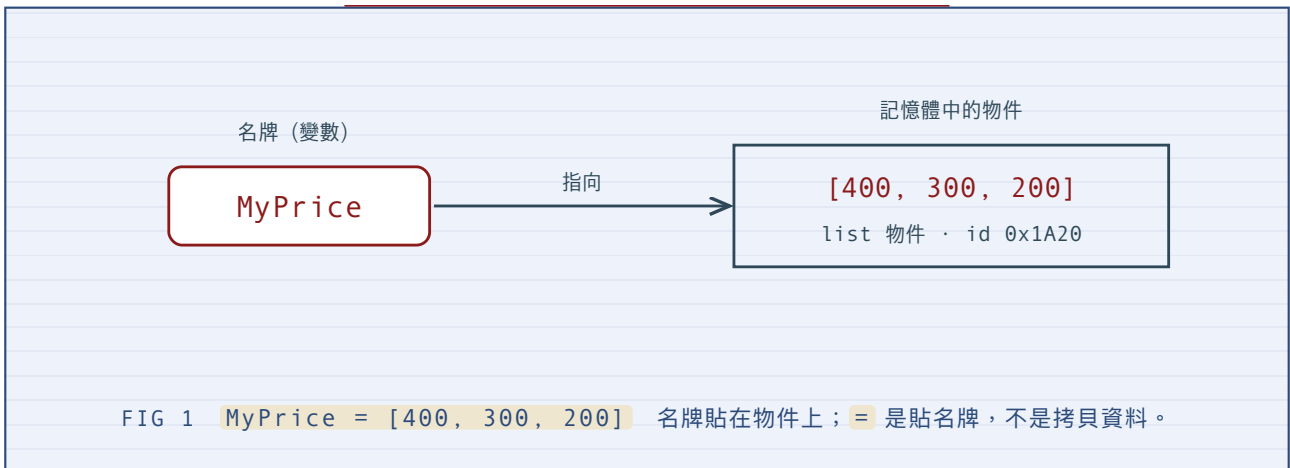 記憶體中的物件
名牌（變數）
指向
MyPrice
[400, 300, 200]
list 物件 · id 0x1A20
FIG 1 MyPrice = [400, 300, 200] 名牌貼在物件上；= 是貼名牌，不是拷貝資料。